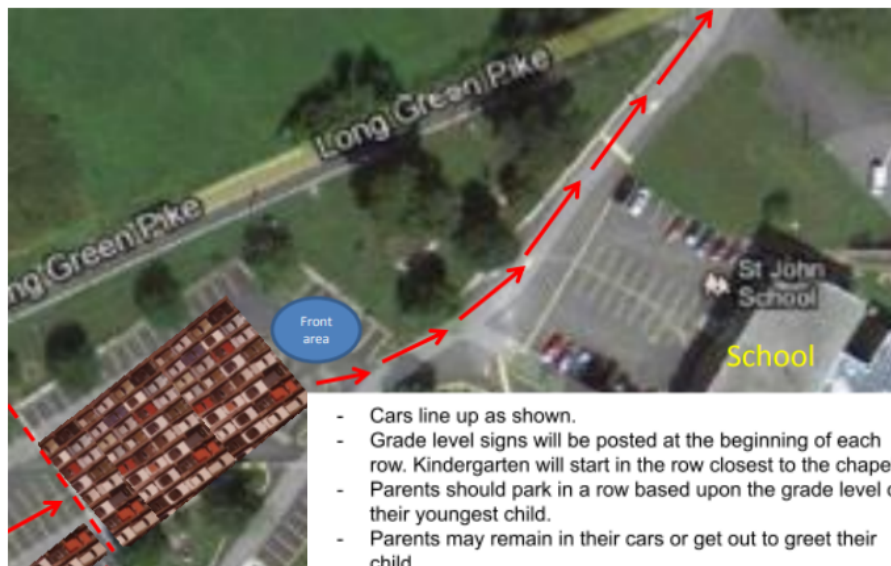 Long Green Pike
ng Green Pike
Front
area
St John
School
School
- Cars line up as shown.
- Grade level signs will be posted at the beginning of each
row. Kindergarten will start in the row closest to the chape
- Parents should park in a row based upon the grade level o
their youngest child.
- Parents may remain in their cars or get out to greet their
child